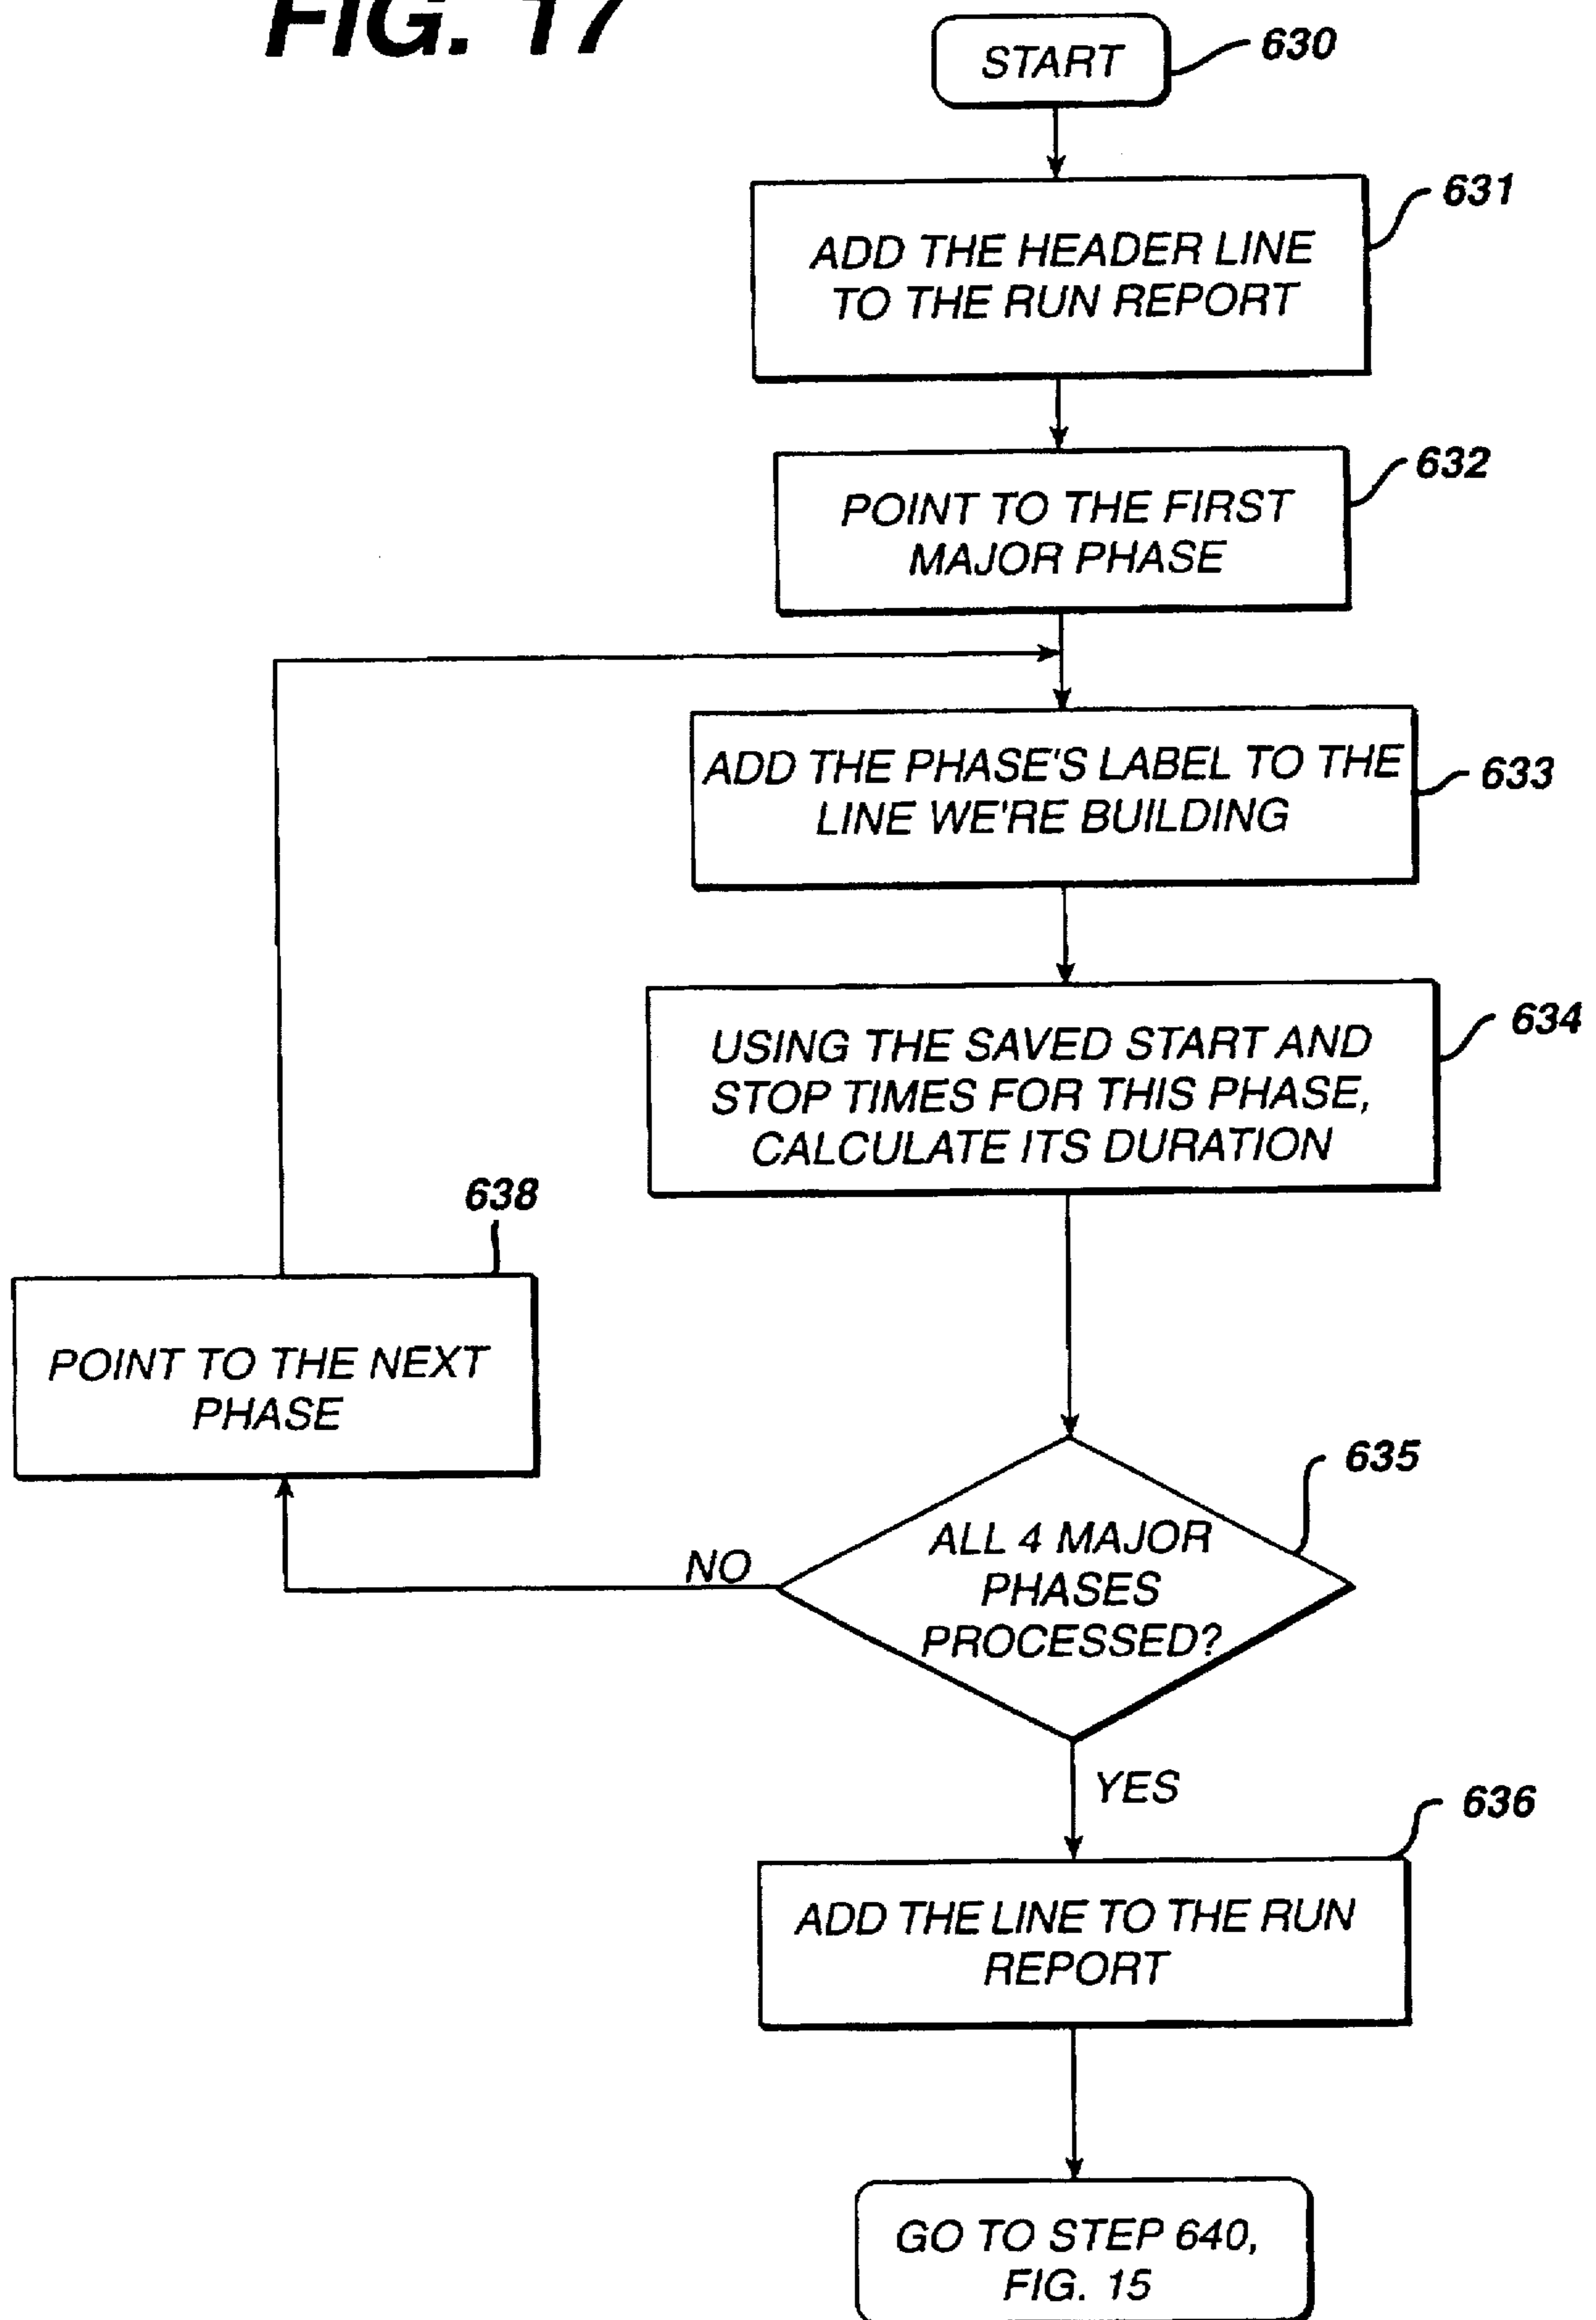 FIG. 17
START
630
ADD THE HEADER LINE
TO THE RUN REPORT
631
POINT TO THE FIRST
MAJOR PHASE
632
ADD THE PHASE'S LABEL TO THE
LINE WE'RE BUILDING
633
USING THE SAVED START AND
STOP TIMES FOR THIS PHASE,
CALCULATE ITS DURATION
634
638
POINT TO THE NEXT
PHASE
635
ALL 4 MAJOR
PHASES
PROCESSED?
NO
YES
636
ADD THE LINE TO THE RUN
REPORT
GO TO STEP 640,
FIG. 15